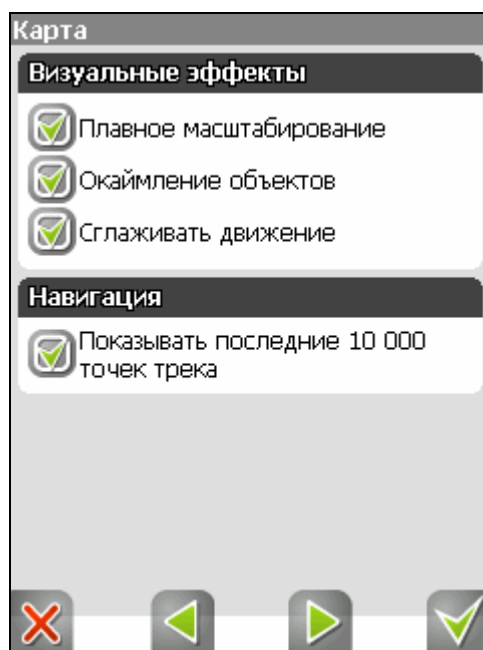 Карта
Визуальные эффекты
Плавное масштабирование
Окаймление объектов
Сглаживать движение
Навигация
Показывать последние 10 000
точек трека